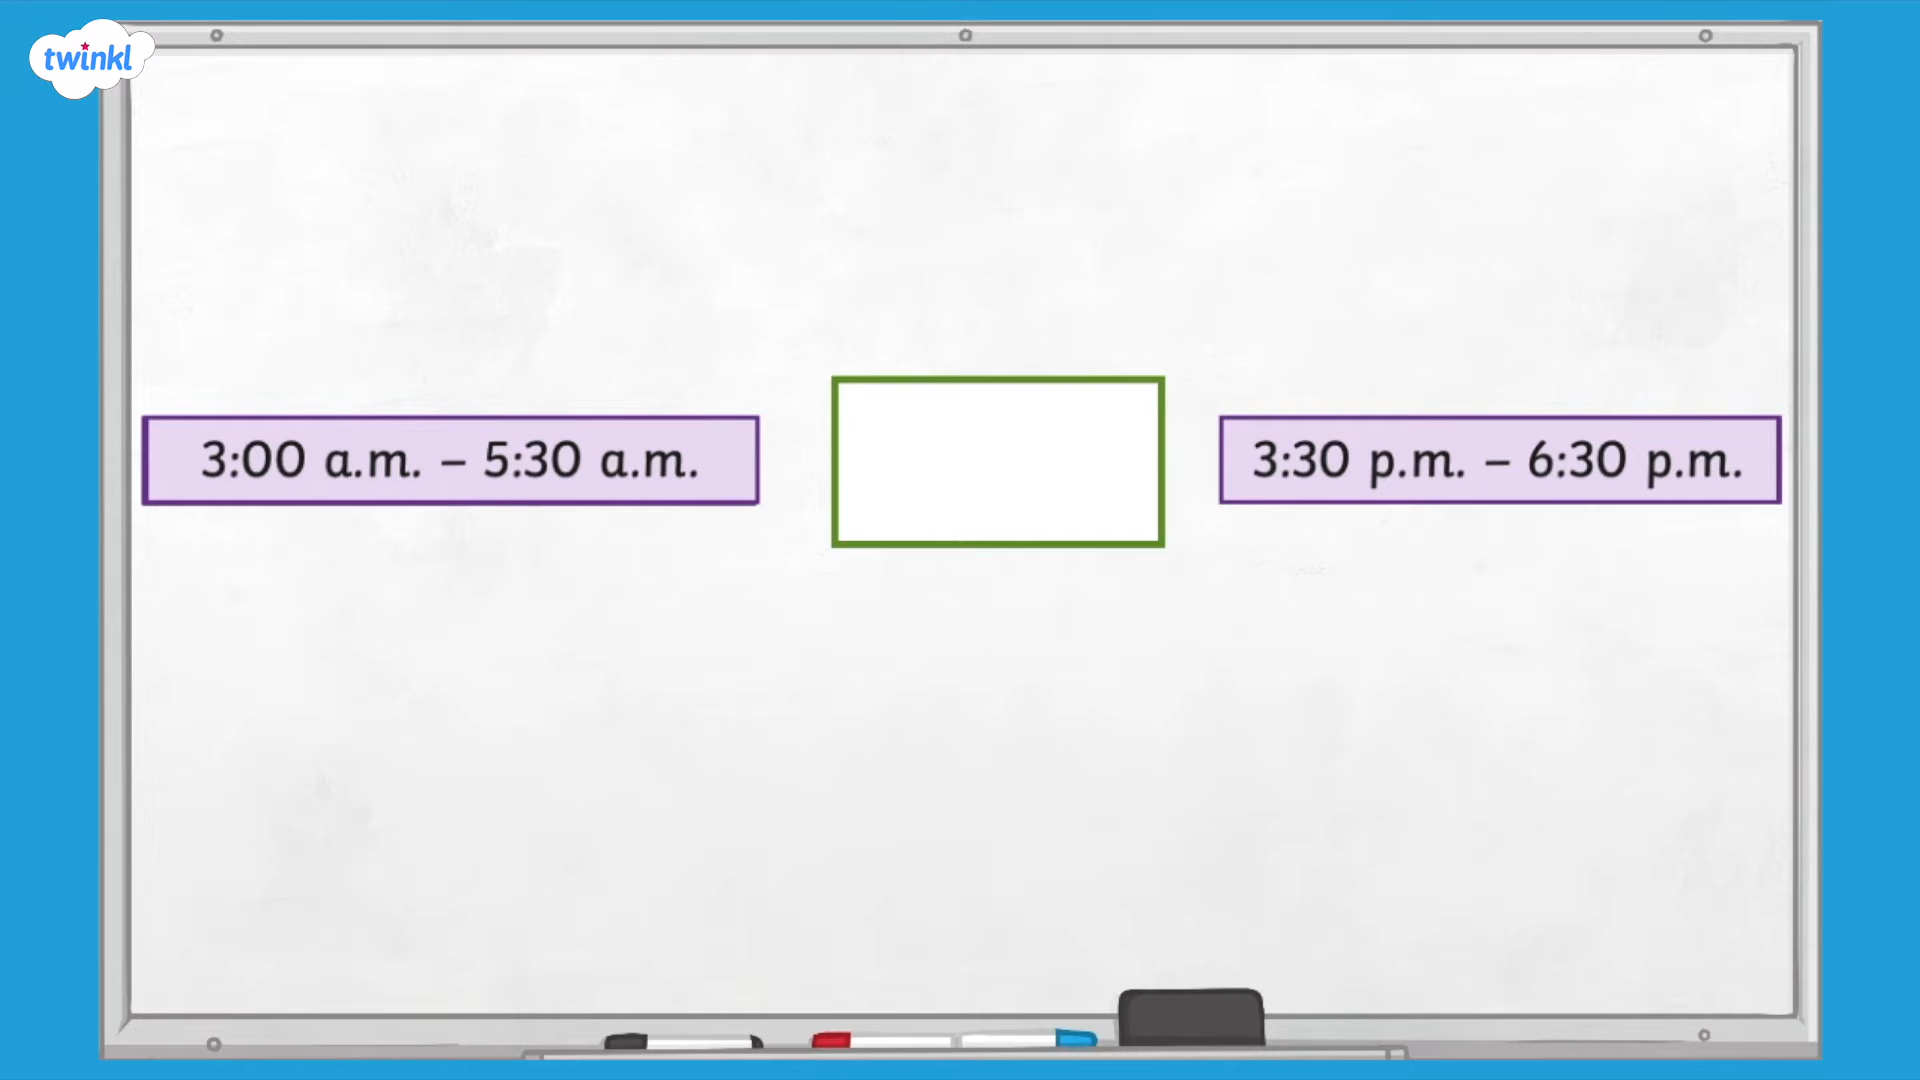 twinkl
3:00 a.m. – 5:30 a.m.
3:30 p.m. – 6:30 p.m.